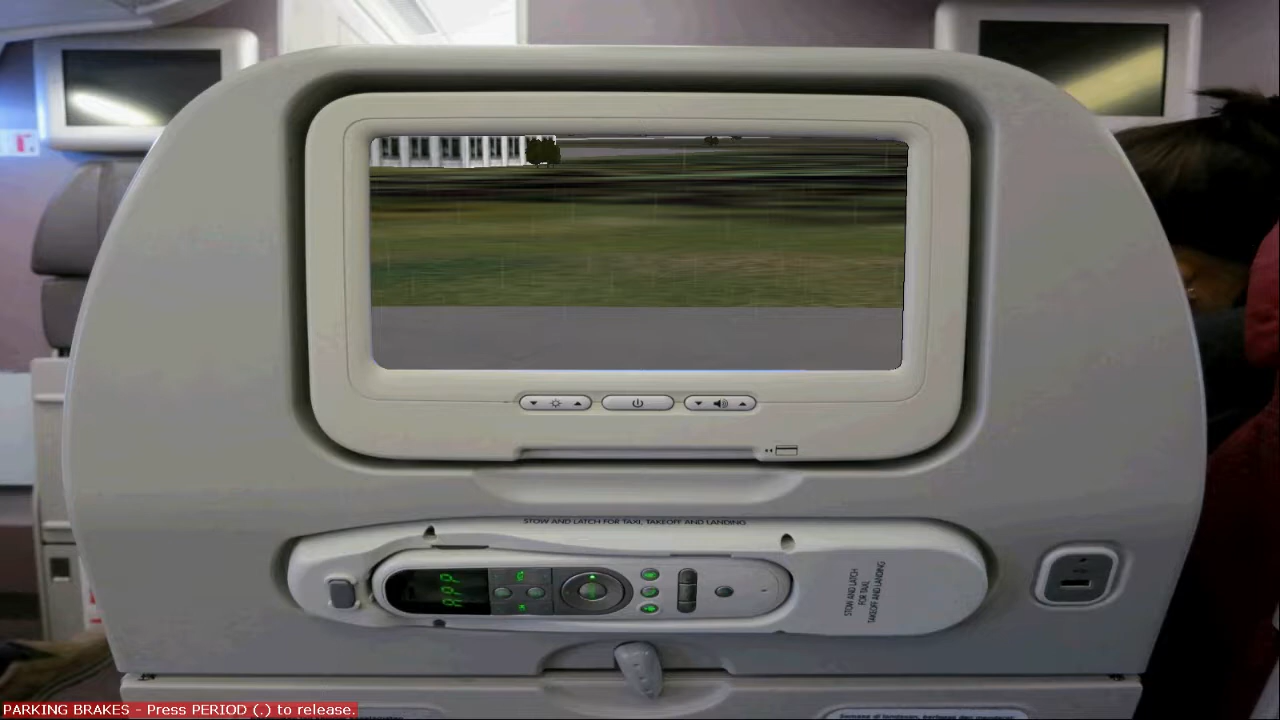 STOW AND LATCH FOR TAXI, TAKEOFF AND LANDING
APP
STOW AND LATCH
FOR TAXI,
TAKEOFF AND LANDING
PARKING BRAKES - Press PERIOD (.) to release.